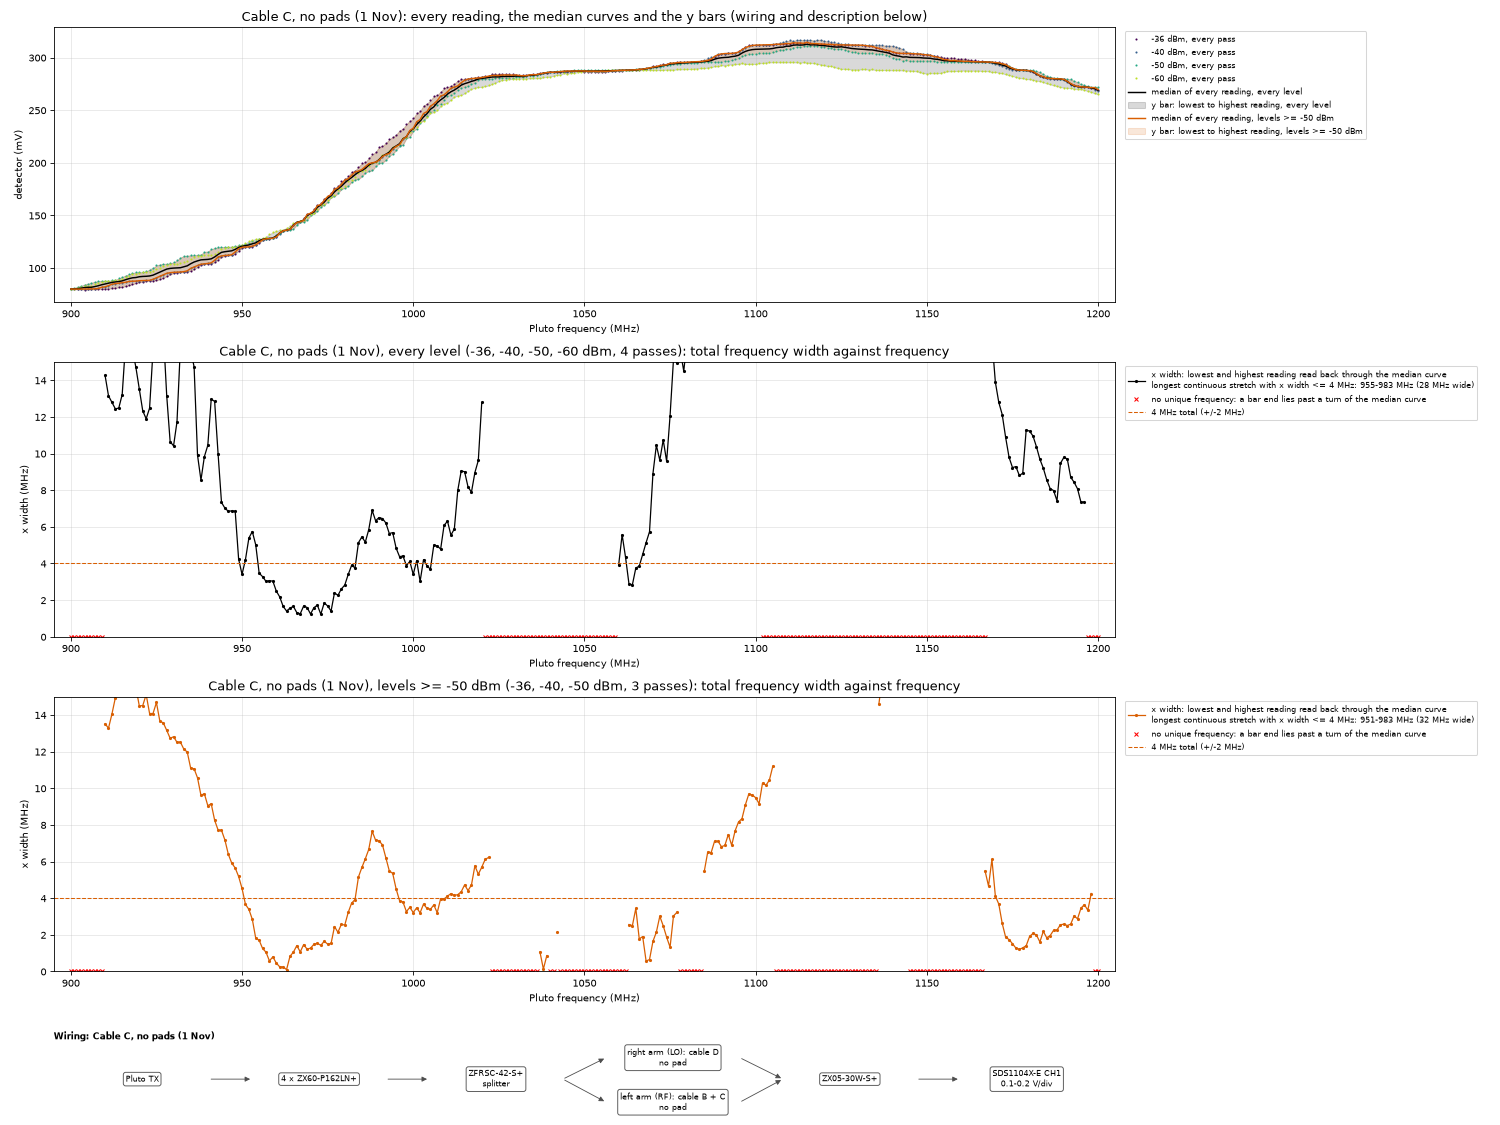 Cable C, no pads (1 Nov): every reading, the median curves and the y bars (wiring and description below)
detector (mV)
300
250
200
150
100
900
950
1000
1050
1100
1150
1200
Pluto frequency (MHz)
-36 dBm, every pass
-40 dBm, every pass
-50 dBm, every pass
-60 dBm, every pass
median of every reading, every level
y bar: lowest to highest reading, every level
median of every reading, levels >= -50 dBm
y bar: lowest to highest reading, levels >= -50 dBm
Cable C, no pads (1 Nov), every level (-36, -40, -50, -60 dBm, 4 passes): total frequency width against frequency
x width (MHz)
14
12
10
8
6
4
2
0
900
950
1000
1050
1100
1150
1200
Pluto frequency (MHz)
x width: lowest and highest reading read back through the median curve
longest continuous stretch with x width <= 4 MHz: 955-983 MHz (28 MHz wide)
no unique frequency: a bar end lies past a turn of the median curve
4 MHz total (+/-2 MHz)
Cable C, no pads (1 Nov), levels >= -50 dBm (-36, -40, -50 dBm, 3 passes): total frequency width against frequency
x width (MHz)
14
12
10
8
6
4
2
0
900
950
1000
1050
1100
1150
1200
Pluto frequency (MHz)
x width: lowest and highest reading read back through the median curve
longest continuous stretch with x width <= 4 MHz: 951-983 MHz (32 MHz wide)
no unique frequency: a bar end lies past a turn of the median curve
4 MHz total (+/-2 MHz)
Wiring: Cable C, no pads (1 Nov)
Pluto TX
4 x ZX60-P162LN+
ZFRSC-42-S+
splitter
right arm (LO): cable D
no pad
left arm (RF): cable B + C
no pad
ZX05-30W-S+
SDS1104X-E CH1
0.1-0.2 V/div